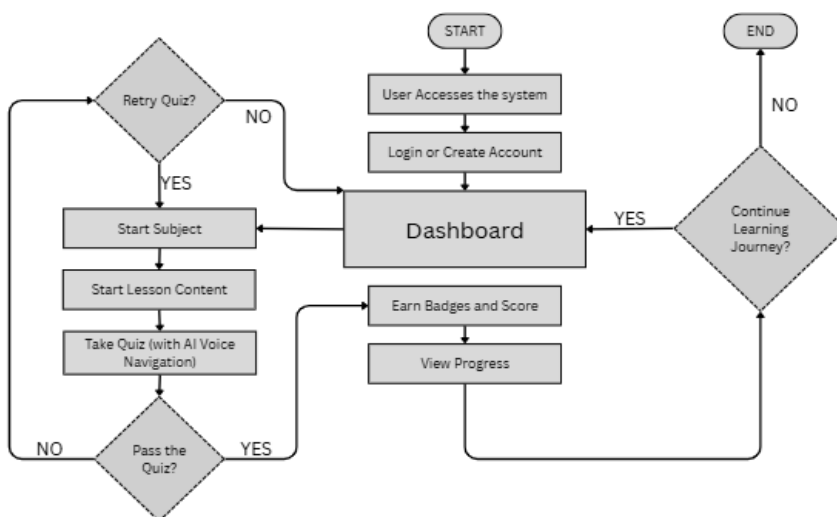 START
END
Retry Quiz?
User Accesses the system
NO
NO
Login or Create Account
YES
Start Subject
Dashboard
YES
Continue
Learning
Journey?
Start Lesson Content
Earn Badges and Score
Take Quiz (with AI Voice
Navigation)
View Progress
NO
Pass the
Quiz?
YES